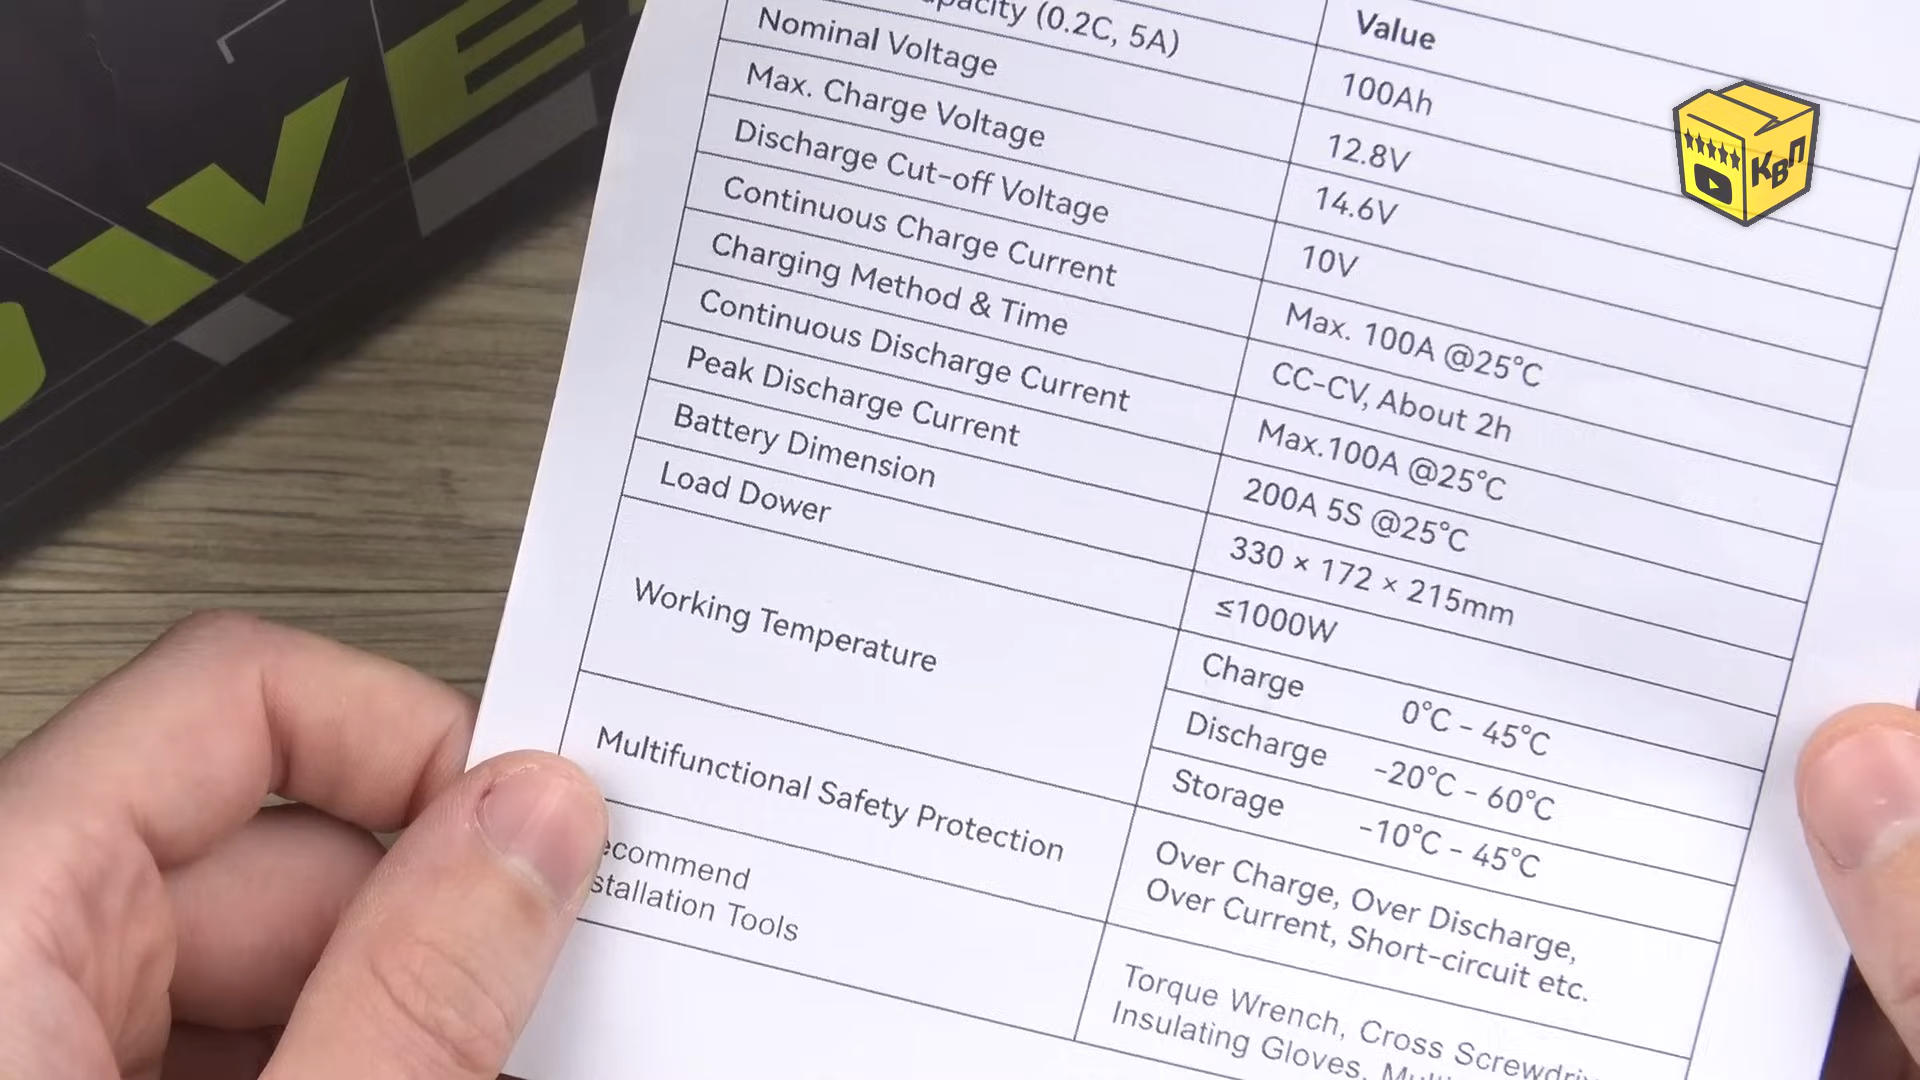 Value
(0.2C, 5A) 100Ah
Nominal Voltage 12.8V
Max. Charge Voltage 14.6V
Discharge Cut-off Voltage 10V
Continuous Charge Current Max. 100A @25°C
Charging Method & Time CC-CV, About 2h
Continuous Discharge Current Max.100A @25°C
Peak Discharge Current 200A 5S @25°C
Battery Dimension 330 × 172 × 215mm
Load Dower ≤1000W
Working Temperature
Charge 0°C - 45°C
Discharge -20°C - 60°C
Storage -10°C - 45°C
Multifunctional Safety Protection
Over Charge, Over Discharge,
Over Current, Short-circuit etc.
ecommend
stallation Tools
Torque Wrench, Cross
Insulating Gloves,
КВП